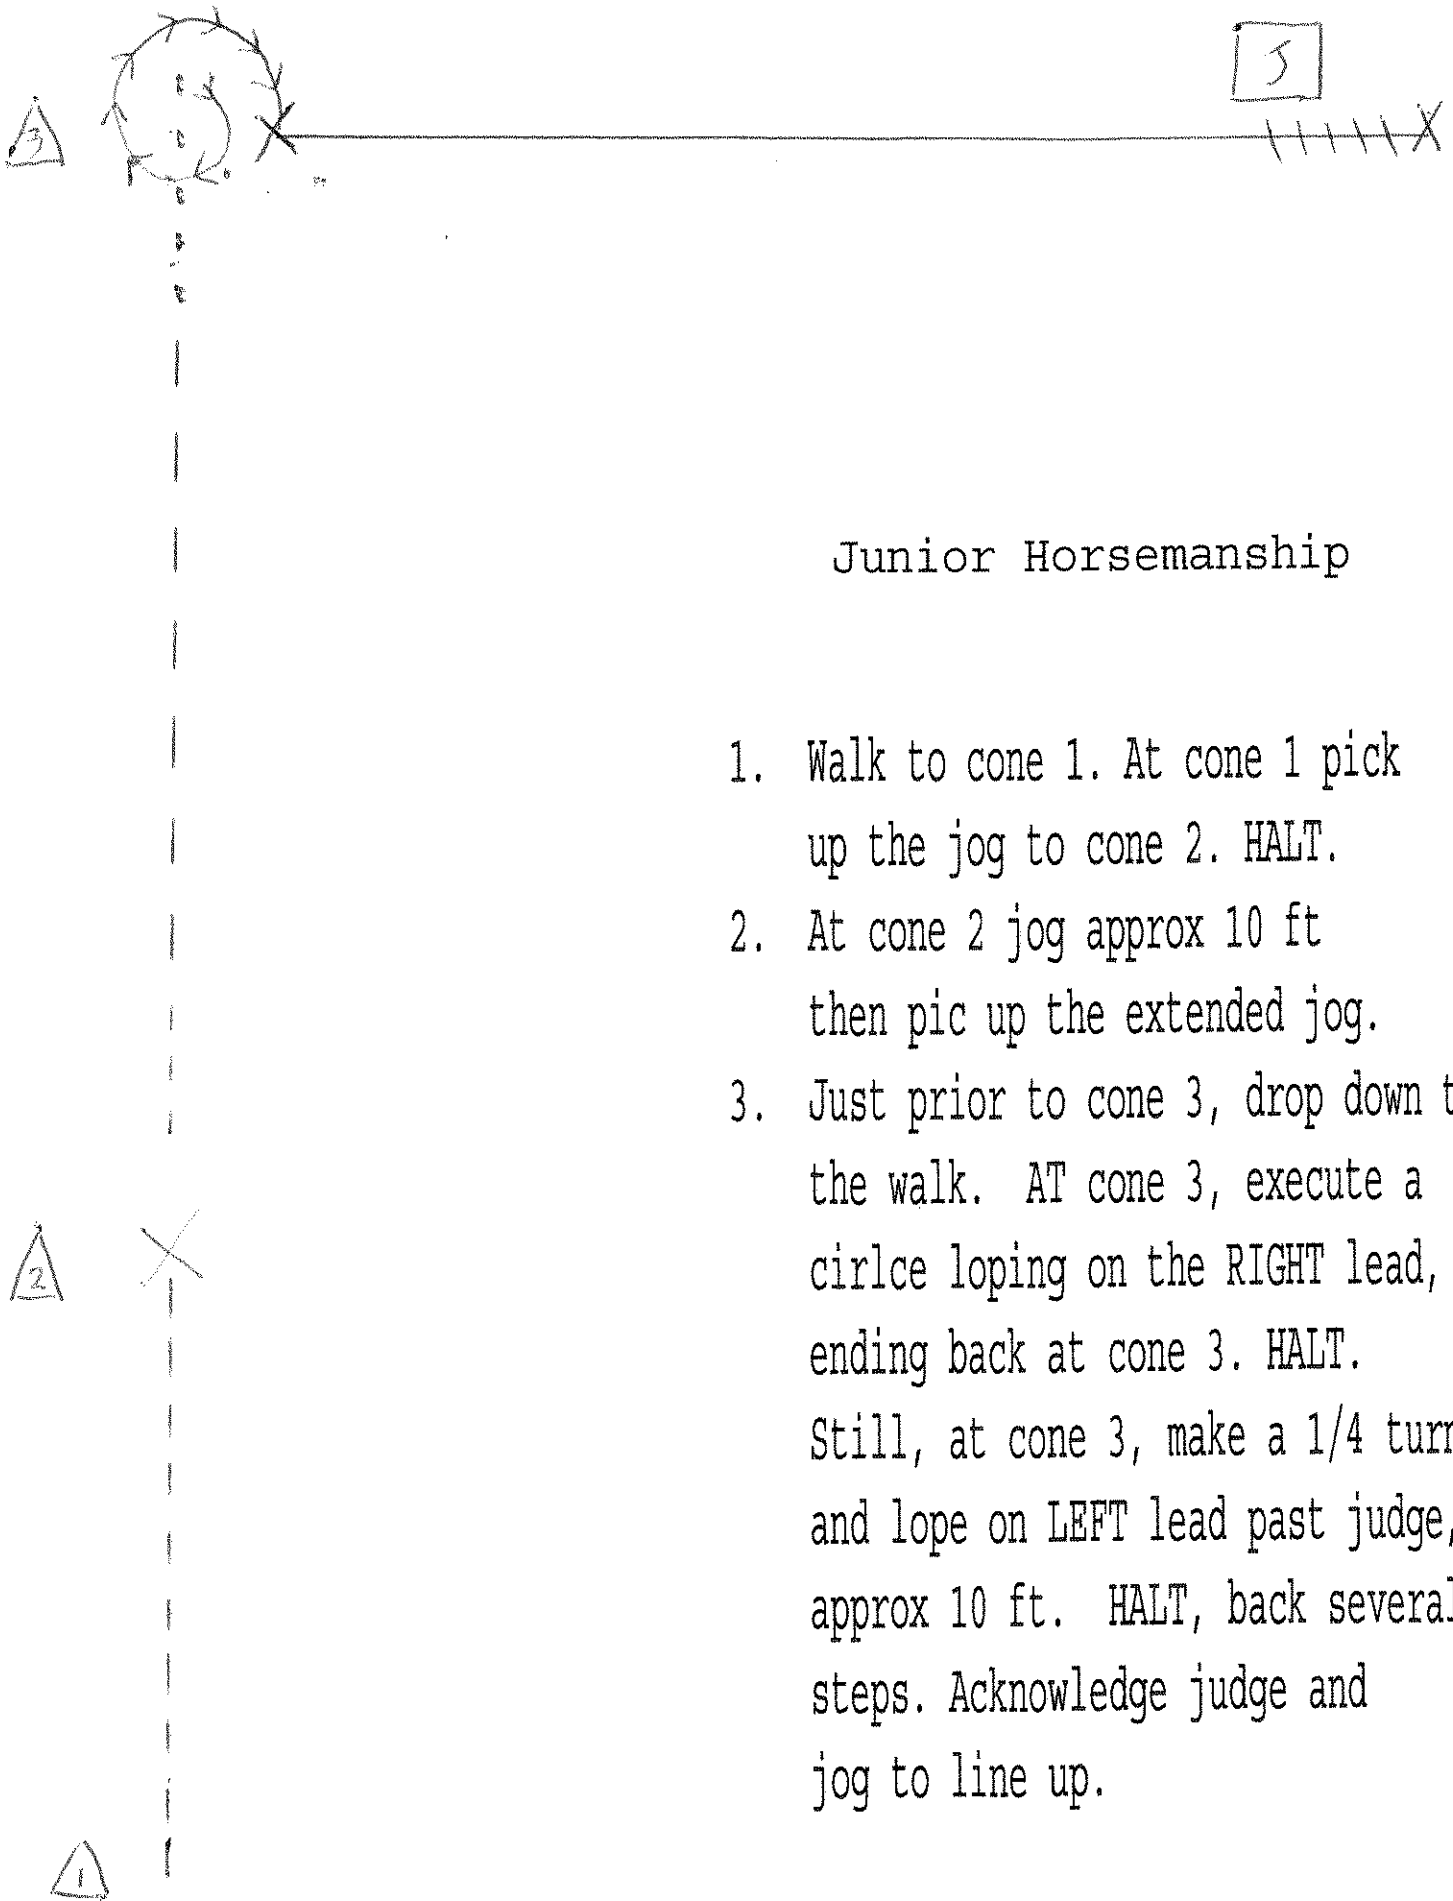 J
3
Junior Horsemanship
1. Walk to cone 1. At cone 1 pick
up the jog to cone 2. HALT.
2. At cone 2 jog approx 10 ft
then pic up the extended jog.
3. Just prior to cone 3, drop down t
the walk. AT cone 3, execute a
2
cirlce loping on the RIGHT lead,
ending back at cone 3. HALT.
Still, at cone 3, make a 1/4 turn
and lope on LEFT lead past judge,
approx 10 ft. HALT, back several
steps. Acknowledge judge and
jog to line up.
1